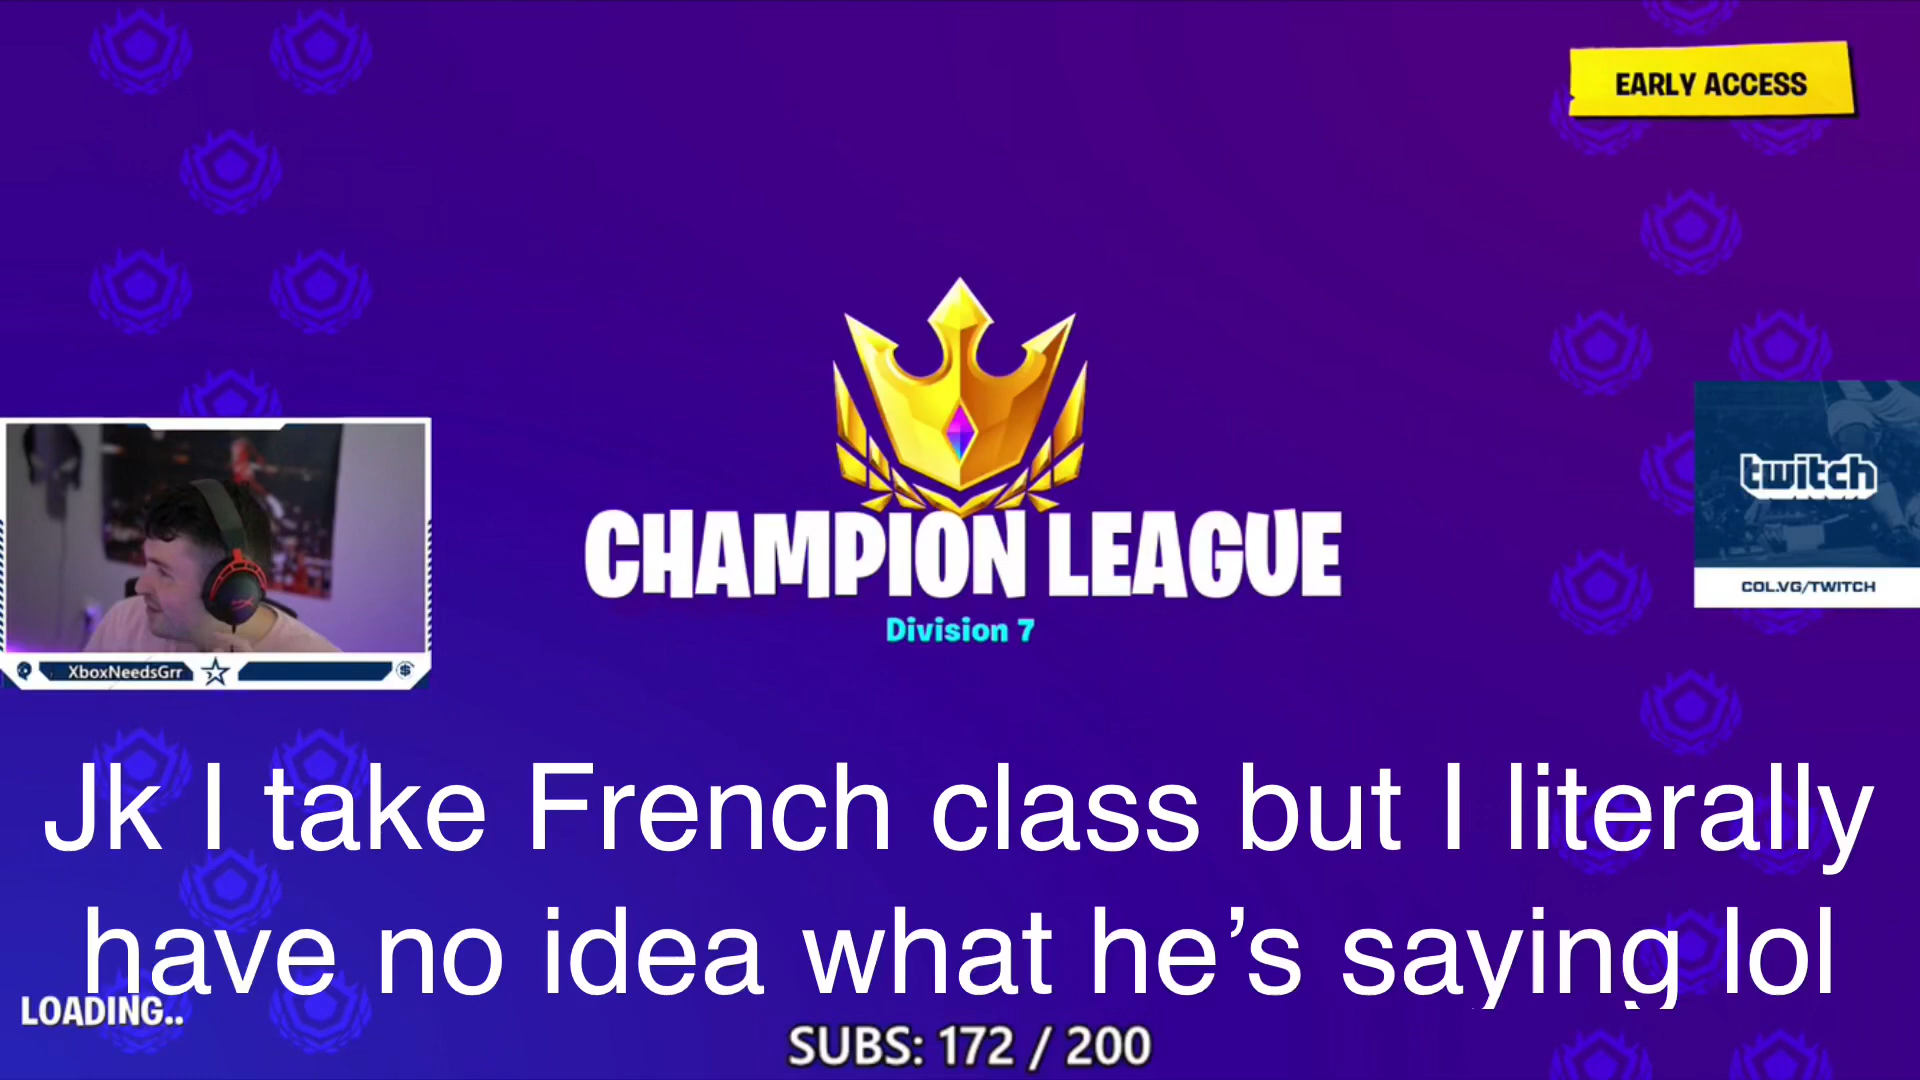 EARLY ACCESS
CHAMPION LEAGUE
Division 7
twitch
COL.VG/TWITCH
XboxNeedsGrr
Jk I take French class but I literally
have no idea what he’s saying lol
LOADING..
SUBS: 172 / 200